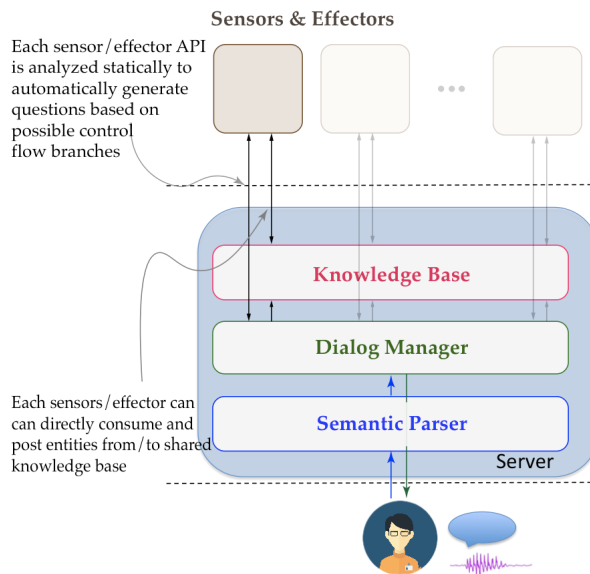 Sensors & Effectors
Each sensor/effector API
is analyzed statically to
automatically generate
questions based on
possible control
flow branches
Knowledge Base
Dialog Manager
Each sensors/effector can
can directly consume and
post entities from/to shared
knowledge base
Semantic Parser
Server